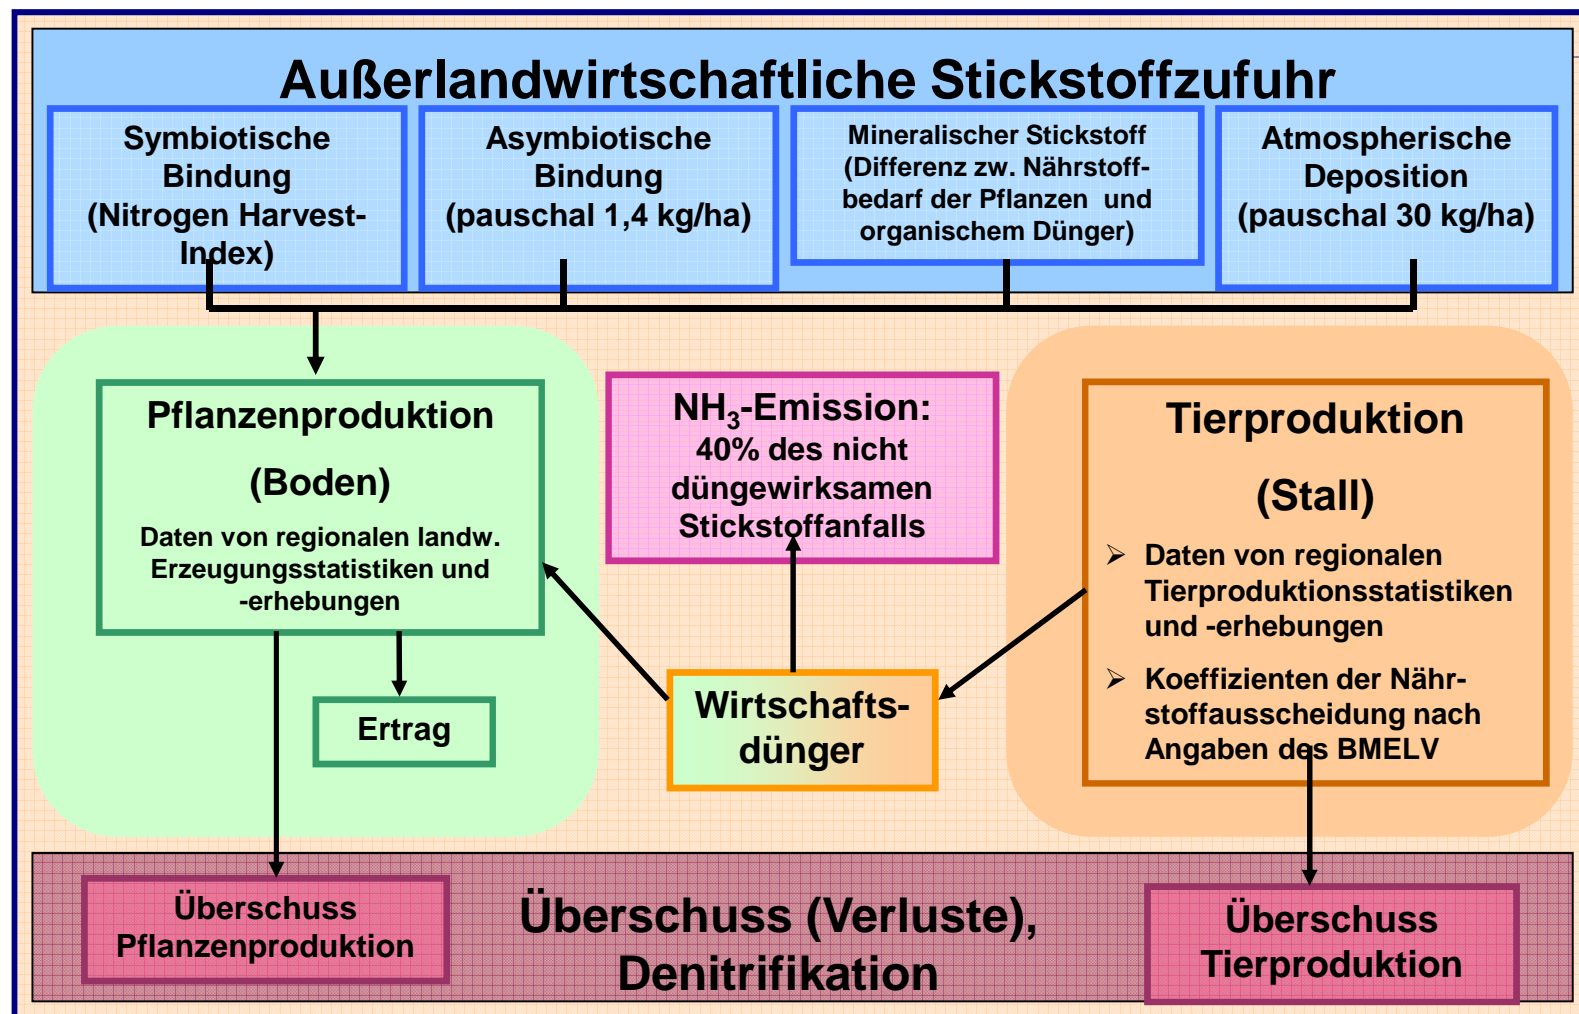 Außerlandwirtschaftliche Stickstoffzufuhr
Symbiotische
Bindung
(Nitrogen Harvest-
Index)
Asymbiotische
Bindung
(pauschal 1,4 kg/ha)
Mineralischer Stickstoff
(Differenz zw. Nährstoff-
bedarf der Pflanzen und
organischem Dünger)
Atmospherische
Deposition
(pauschal 30 kg/ha)
Pflanzenproduktion
(Boden)
Daten von regionalen landw.
Erzeugungsstatistiken und
-erhebungen
Ertrag
NH₃-Emission:
40% des nicht
düngewirksamen
Stickstoffanfalls
Wirtschafts-
dünger
Tierproduktion
(Stall)
➢ Daten von regionalen
Tierproduktionsstatistiken
und -erhebungen
➢ Koeffizienten der Nähr-
stoffausscheidung nach
Angaben des BMELV
Überschuss
Pflanzenproduktion
Überschuss (Verluste),
Denitrifikation
Überschuss
Tierproduktion